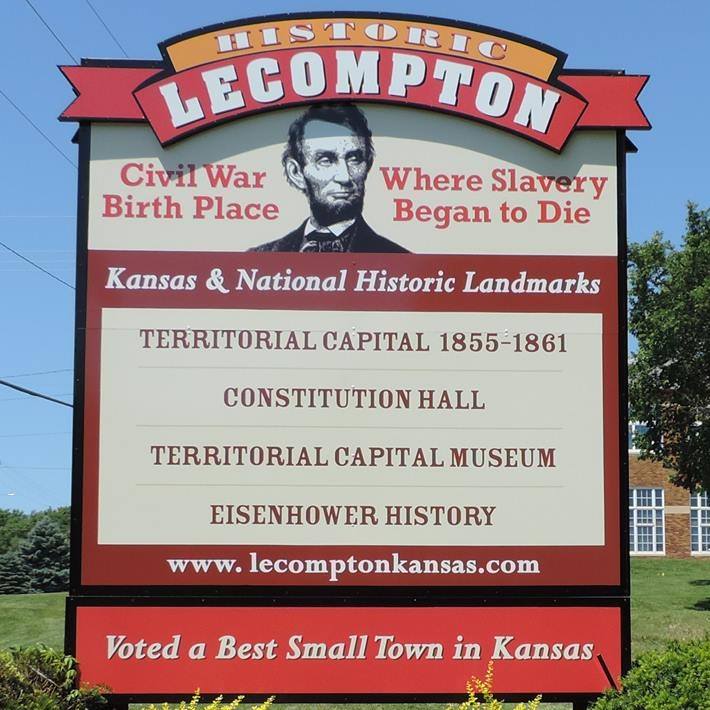 HISTORIC
LECOMPTON
Civil War
Birth Place
Where Slavery
Began to Die
Kansas & National Historic Landmarks
TERRITORIAL CAPITAL 1855-1861
CONSTITUTION HALL
TERRITORIAL CAPITAL MUSEUM
EISENHOWER HISTORY
www. lecomptonkansas.com
Voted a Best Small Town in Kansas